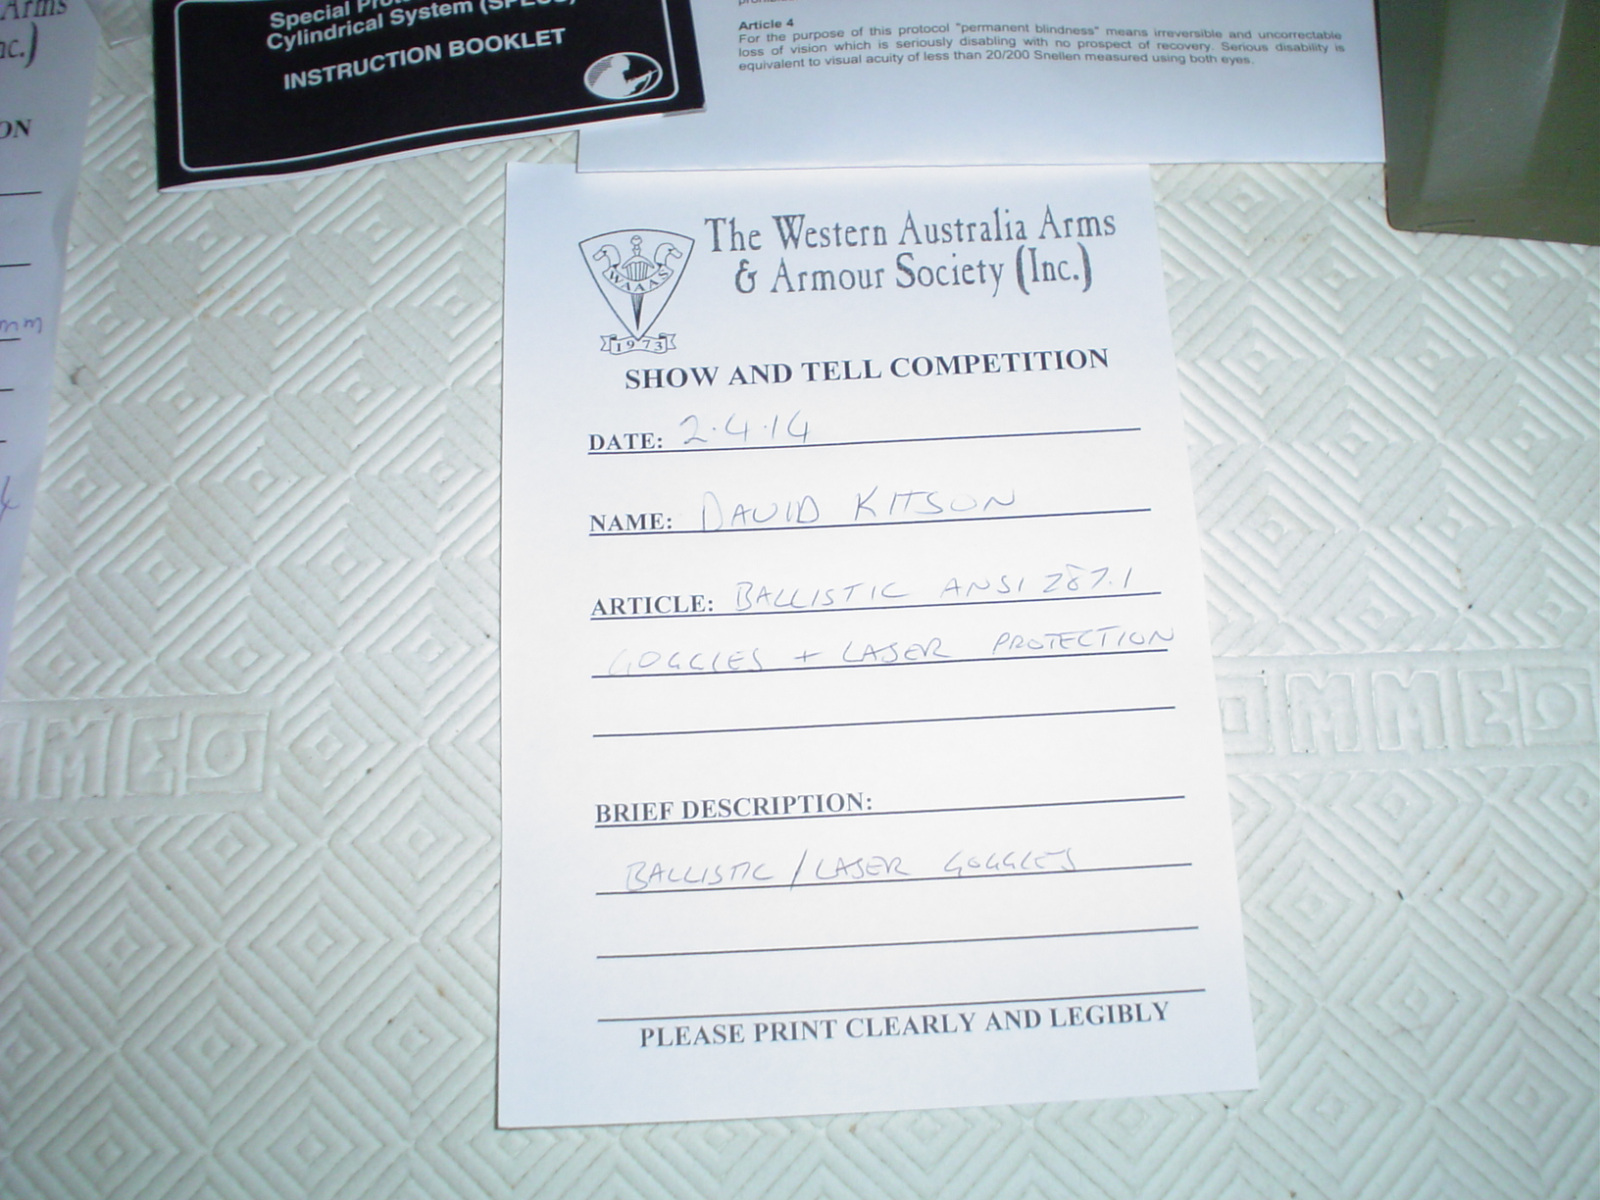 Arms
nc.)
ON
mm
Special
Cylindrical System
INSTRUCTION BOOKLET
Article 4
For the purpose of this protocol "permanent blindness" means irreversible and uncorrectable
loss of vision which is seriously disabling with no prospect of recovery. Serious disability is
equivalent to visual acuity of less than 20/200 Snellen measured using both eyes.
The Western Australia Arms
& Armour Society (Inc.)
WAAAS
1973
SHOW AND TELL COMPETITION
DATE: 2.4.14
NAME: DAVID KITSON
ARTICLE: BALLISTIC ANSI Z87.1
GOGGLES + LASER PROTECTION
BRIEF DESCRIPTION:
BALLISTIC / LASER GOGGLES
PLEASE PRINT CLEARLY AND LEGIBLY